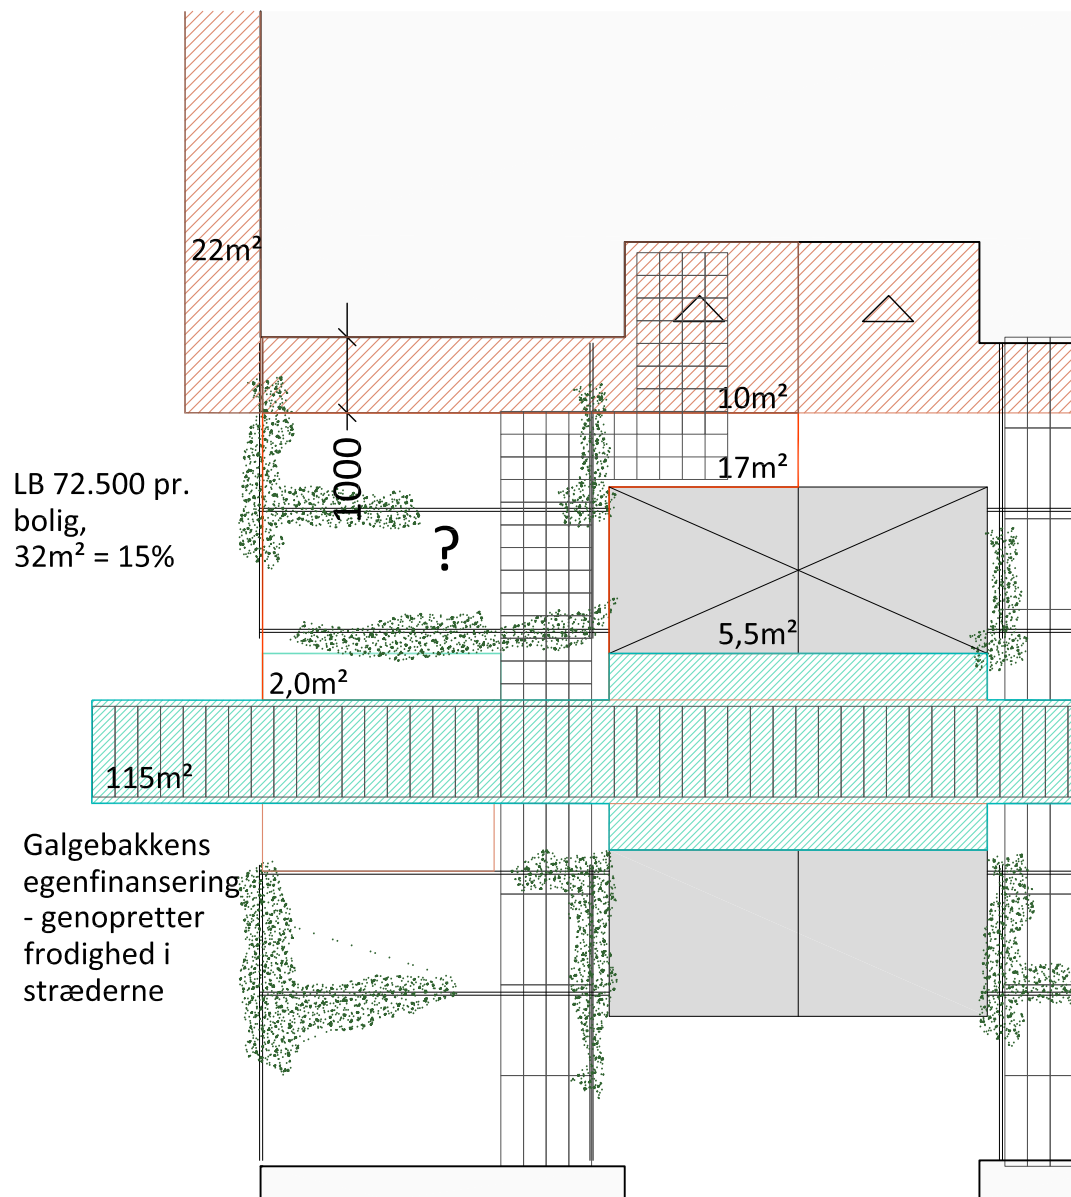 22m²
10m²
1000
17m²
LB 72.500 pr.
bolig,
32m² = 15%
?
5,5m²
2,0m²
115m²
Galgebakkens
egenfinansering
- genopretter
frodighed i
stræderne